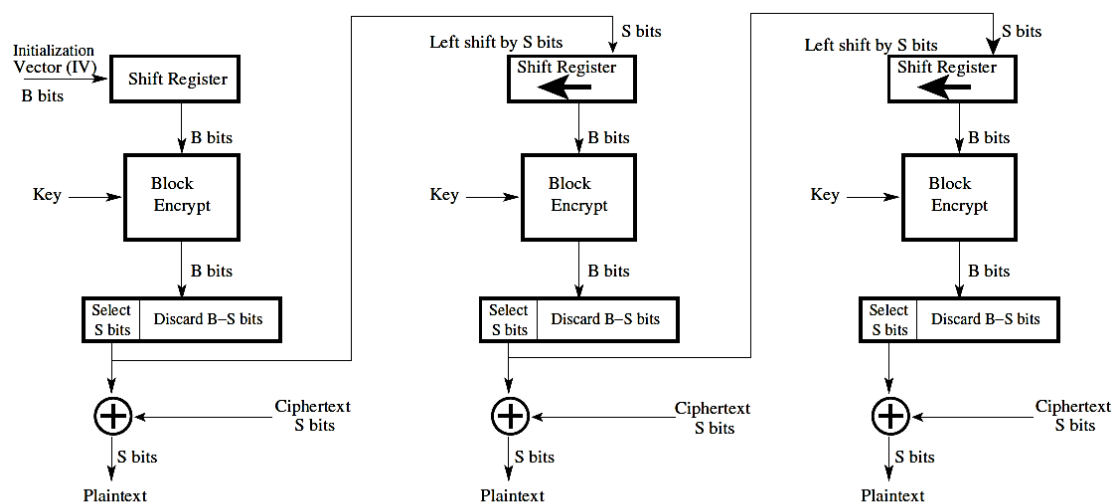 Initialization
Vector (IV)
B bits
Shift Register
B bits
Key
Block
Encrypt
B bits
Select
S bits
Discard B–S bits
Ciphertext
S bits
S bits
Plaintext
Left shift by S bits
S bits
Shift Register
B bits
Key
Block
Encrypt
B bits
Select
S bits
Discard B–S bits
Ciphertext
S bits
S bits
Plaintext
Left shift by S bits
S bits
Shift Register
B bits
Key
Block
Encrypt
B bits
Select
S bits
Discard B–S bits
Ciphertext
S bits
S bits
Plaintext